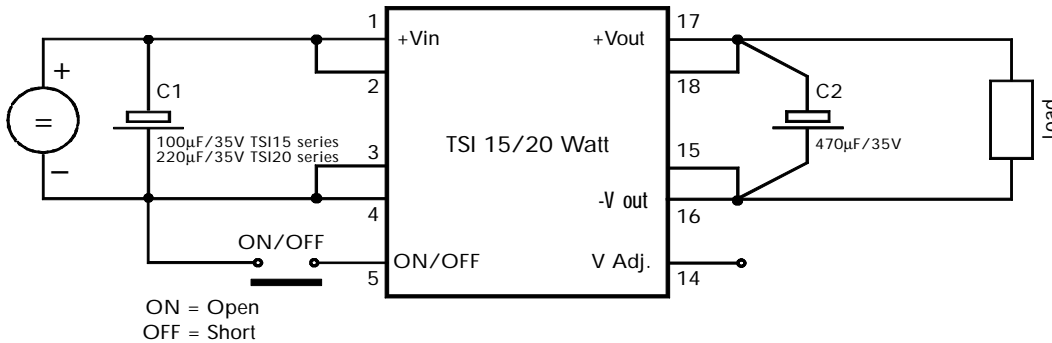 1
+Vin
+Vout
17
2
18
+
C1
C2
=
100µF/35V TSI15 series
220µF/35V TSI20 series
TSI 15/20 Watt
470µF/35V
Load
–
3
15
4
-V out
16
ON/OFF
5
ON/OFF
V Adj.
14
ON = Open
OFF = Short